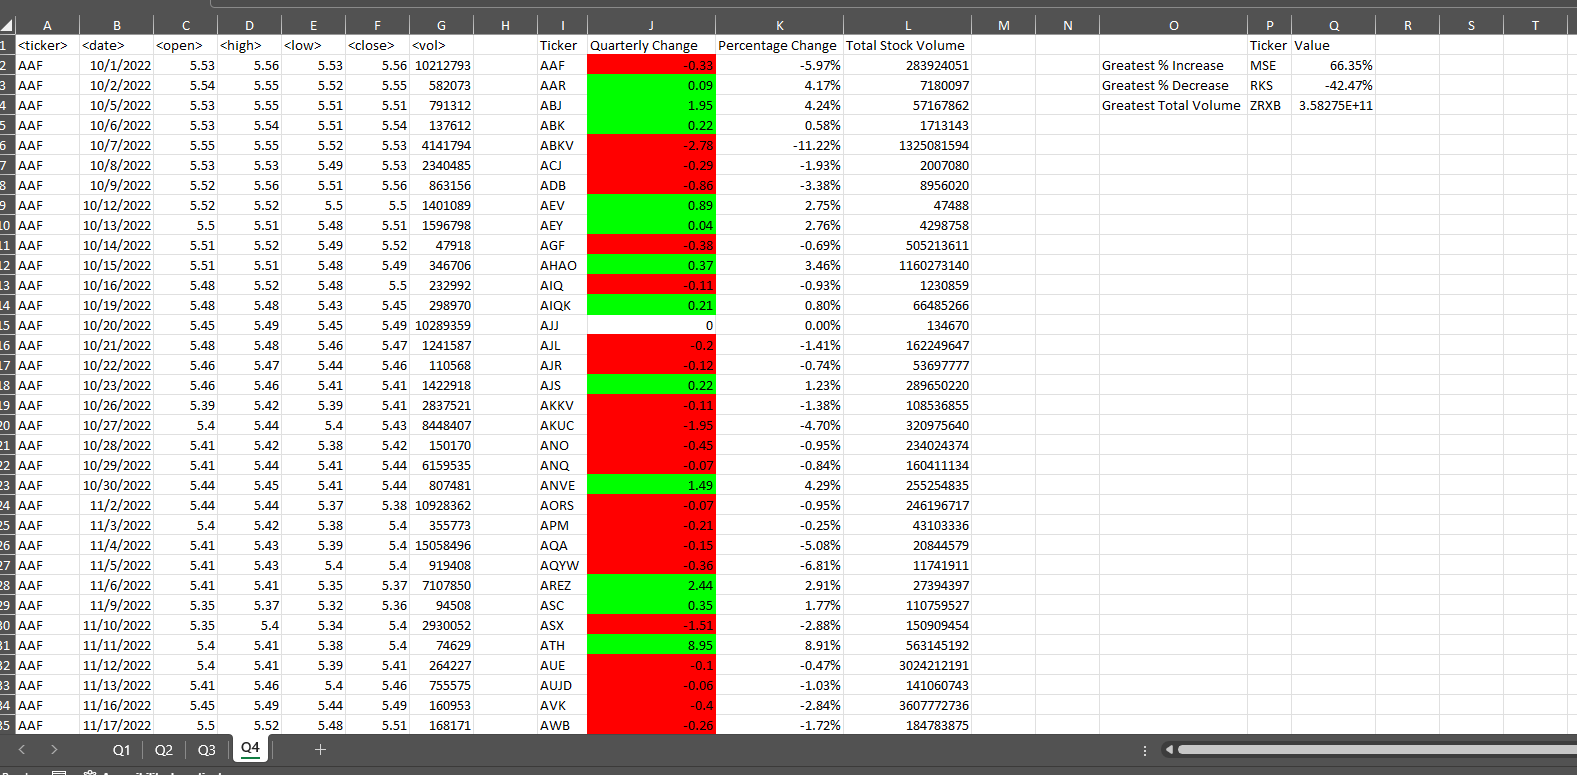 A B C D E F G H I J K L M N O P Q R S T
1 <ticker> <date> <open> <high> <low> <close> <vol> Ticker Quarterly Change Percentage Change Total Stock Volume Ticker Value
2 AAF 10/1/2022 5.53 5.56 5.53 5.56 10212793 AAF -0.33 -5.97% 283924051 Greatest % Increase MSE 66.35%
3 AAF 10/2/2022 5.54 5.55 5.52 5.55 582073 AAR 0.09 4.17% 7180097 Greatest % Decrease RKS -42.47%
4 AAF 10/5/2022 5.53 5.55 5.51 5.51 791312 ABJ 1.95 4.24% 57167862 Greatest Total Volume ZRXB 3.58275E+11
5 AAF 10/6/2022 5.53 5.54 5.51 5.54 137612 ABK 0.22 0.58% 1713143
6 AAF 10/7/2022 5.55 5.55 5.52 5.53 4141794 ABKV -2.78 -11.22% 1325081594
7 AAF 10/8/2022 5.53 5.53 5.49 5.53 2340485 ACJ -0.29 -1.93% 2007080
8 AAF 10/9/2022 5.52 5.56 5.51 5.56 863156 ADB -0.86 -3.38% 8956020
9 AAF 10/12/2022 5.52 5.52 5.5 5.5 1401089 AEV 0.89 2.75% 47488
10 AAF 10/13/2022 5.5 5.51 5.48 5.51 1596798 AEY 0.04 2.76% 4298758
11 AAF 10/14/2022 5.51 5.52 5.49 5.52 47918 AGF -0.38 -0.69% 505213611
12 AAF 10/15/2022 5.51 5.51 5.48 5.49 346706 AHAO 0.37 3.46% 1160273140
13 AAF 10/16/2022 5.48 5.52 5.48 5.5 232992 AIQ -0.11 -0.93% 1230859
14 AAF 10/19/2022 5.48 5.48 5.43 5.45 298970 AIQK 0.21 0.80% 66485266
15 AAF 10/20/2022 5.45 5.49 5.45 5.49 10289359 AJJ 0 0.00% 134670
16 AAF 10/21/2022 5.48 5.48 5.46 5.47 1241587 AJL -0.2 -1.41% 162249647
17 AAF 10/22/2022 5.46 5.47 5.44 5.46 110568 AJR -0.12 -0.74% 53697777
18 AAF 10/23/2022 5.46 5.46 5.41 5.41 1422918 AJS 0.22 1.23% 289650220
19 AAF 10/26/2022 5.39 5.42 5.39 5.41 2837521 AKKV -0.11 -1.38% 108536855
20 AAF 10/27/2022 5.4 5.44 5.4 5.43 8448407 AKUC -1.95 -4.70% 320975640
21 AAF 10/28/2022 5.41 5.42 5.38 5.42 150170 ANO -0.45 -0.95% 234024374
22 AAF 10/29/2022 5.41 5.44 5.41 5.44 6159535 ANQ -0.07 -0.84% 160411134
23 AAF 10/30/2022 5.44 5.45 5.41 5.44 807481 ANVE 1.49 4.29% 255254835
24 AAF 11/2/2022 5.44 5.44 5.37 5.38 10928362 AORS -0.07 -0.95% 246196717
25 AAF 11/3/2022 5.4 5.42 5.38 5.4 355773 APM -0.21 -0.25% 43103336
26 AAF 11/4/2022 5.41 5.43 5.39 5.4 15058496 AQA -0.15 -5.08% 20844579
27 AAF 11/5/2022 5.41 5.43 5.4 5.4 919408 AQYW -0.36 -6.81% 11741911
28 AAF 11/6/2022 5.41 5.41 5.35 5.37 7107850 AREZ 2.44 2.91% 27394397
29 AAF 11/9/2022 5.35 5.37 5.32 5.36 94508 ASC 0.35 1.77% 110759527
30 AAF 11/10/2022 5.35 5.4 5.34 5.4 2930052 ASX -1.51 -2.88% 150909454
31 AAF 11/11/2022 5.4 5.41 5.38 5.4 74629 ATH 8.95 8.91% 563145192
32 AAF 11/12/2022 5.4 5.41 5.39 5.41 264227 AUE -0.1 -0.47% 3024212191
33 AAF 11/13/2022 5.41 5.46 5.4 5.46 755575 AUJD -0.06 -1.03% 141060743
34 AAF 11/16/2022 5.45 5.49 5.44 5.49 160953 AVK -0.4 -2.84% 3607772736
35 AAF 11/17/2022 5.5 5.52 5.48 5.51 168171 AWB -0.26 -1.72% 184783875
Q1 Q2 Q3 Q4